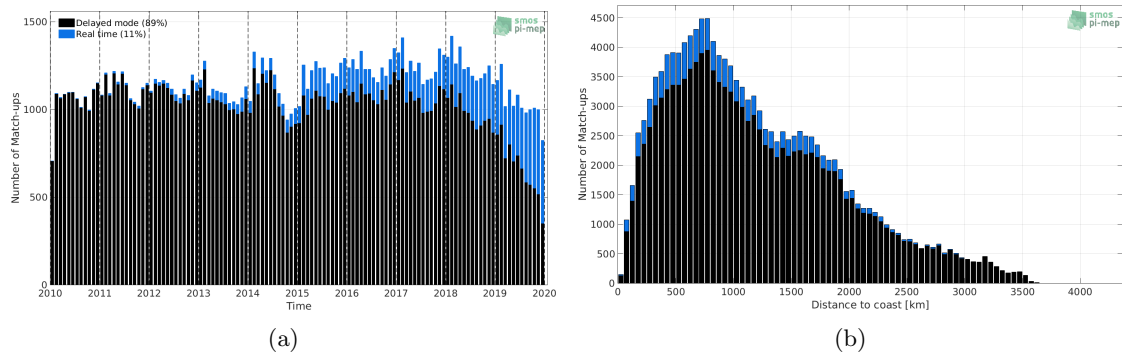 Delayed mode (89%)
Real time (11%)
smos
pi-mep
1500
1000
500
0
Number of Match-ups
2010 2011 2012 2013 2014 2015 2016 2017 2018 2019 2020
Time
(a)
smos
pi-mep
4500
4000
3500
3000
2500
2000
1500
1000
500
0
Number of Match-ups
0 500 1000 1500 2000 2500 3000 3500 4000
Distance to coast [km]
(b)